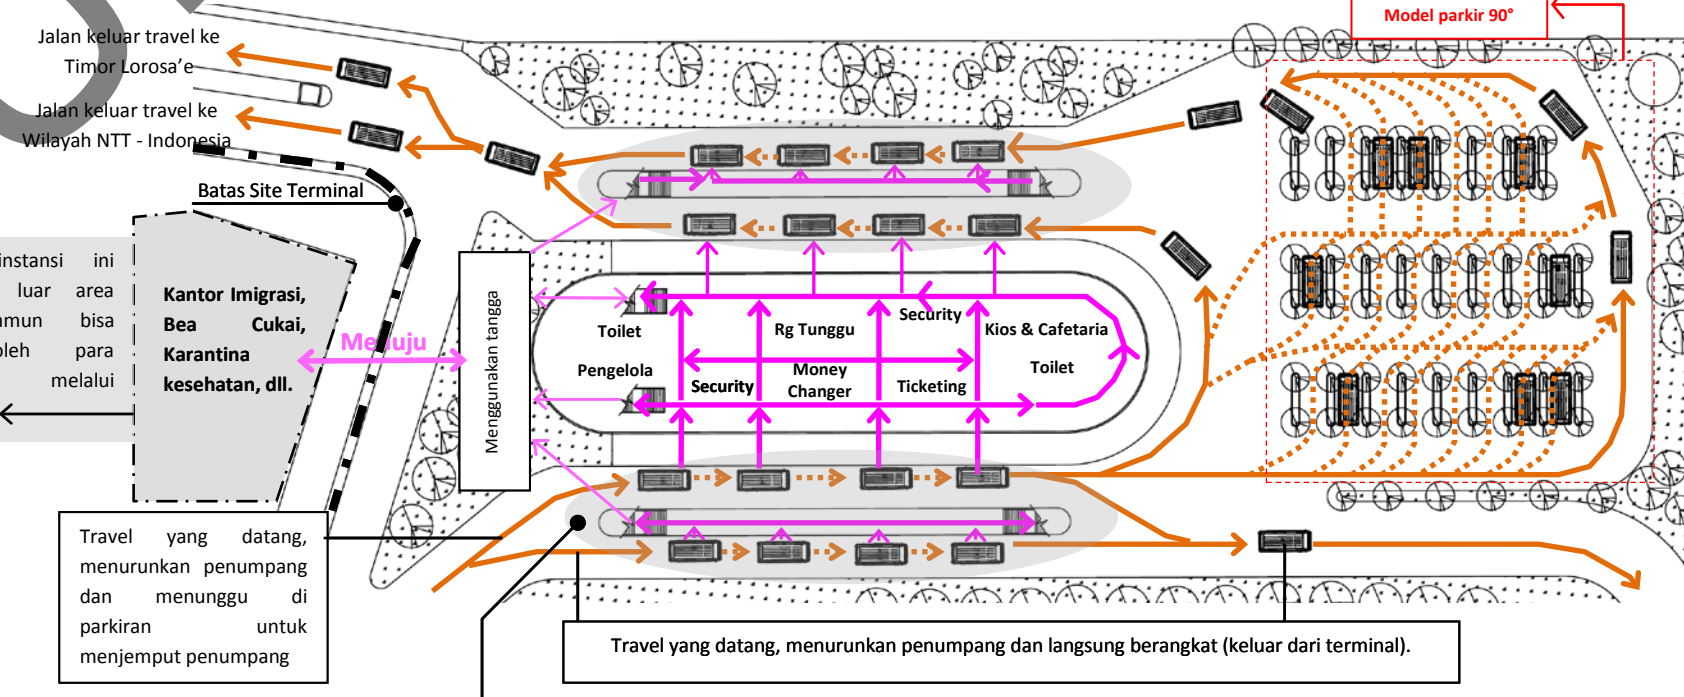 Model parkir 90°
Jalan keluar travel ke
Timor Lorosa'e
Jalan keluar travel ke
Wilayah NTT - Indonesia
Batas Site Terminal
instansi ini
luar area
bisa
para
melalui
Kantor Imigrasi,
Bea Cukai,
Karantina
kesehatan, dll.
Menuju
Menggunakan tangga
Toilet
Rg Tunggu
Security
Kios & Cafetaria
Pengelola
Security
Money
Changer
Ticketing
Toilet
Travel yang datang,
menurunkan penumpang
dan menunggu di
parkiran untuk
menjemput penumpang
Travel yang datang, menurunkan penumpang dan langsung berangkat (keluar dari terminal).